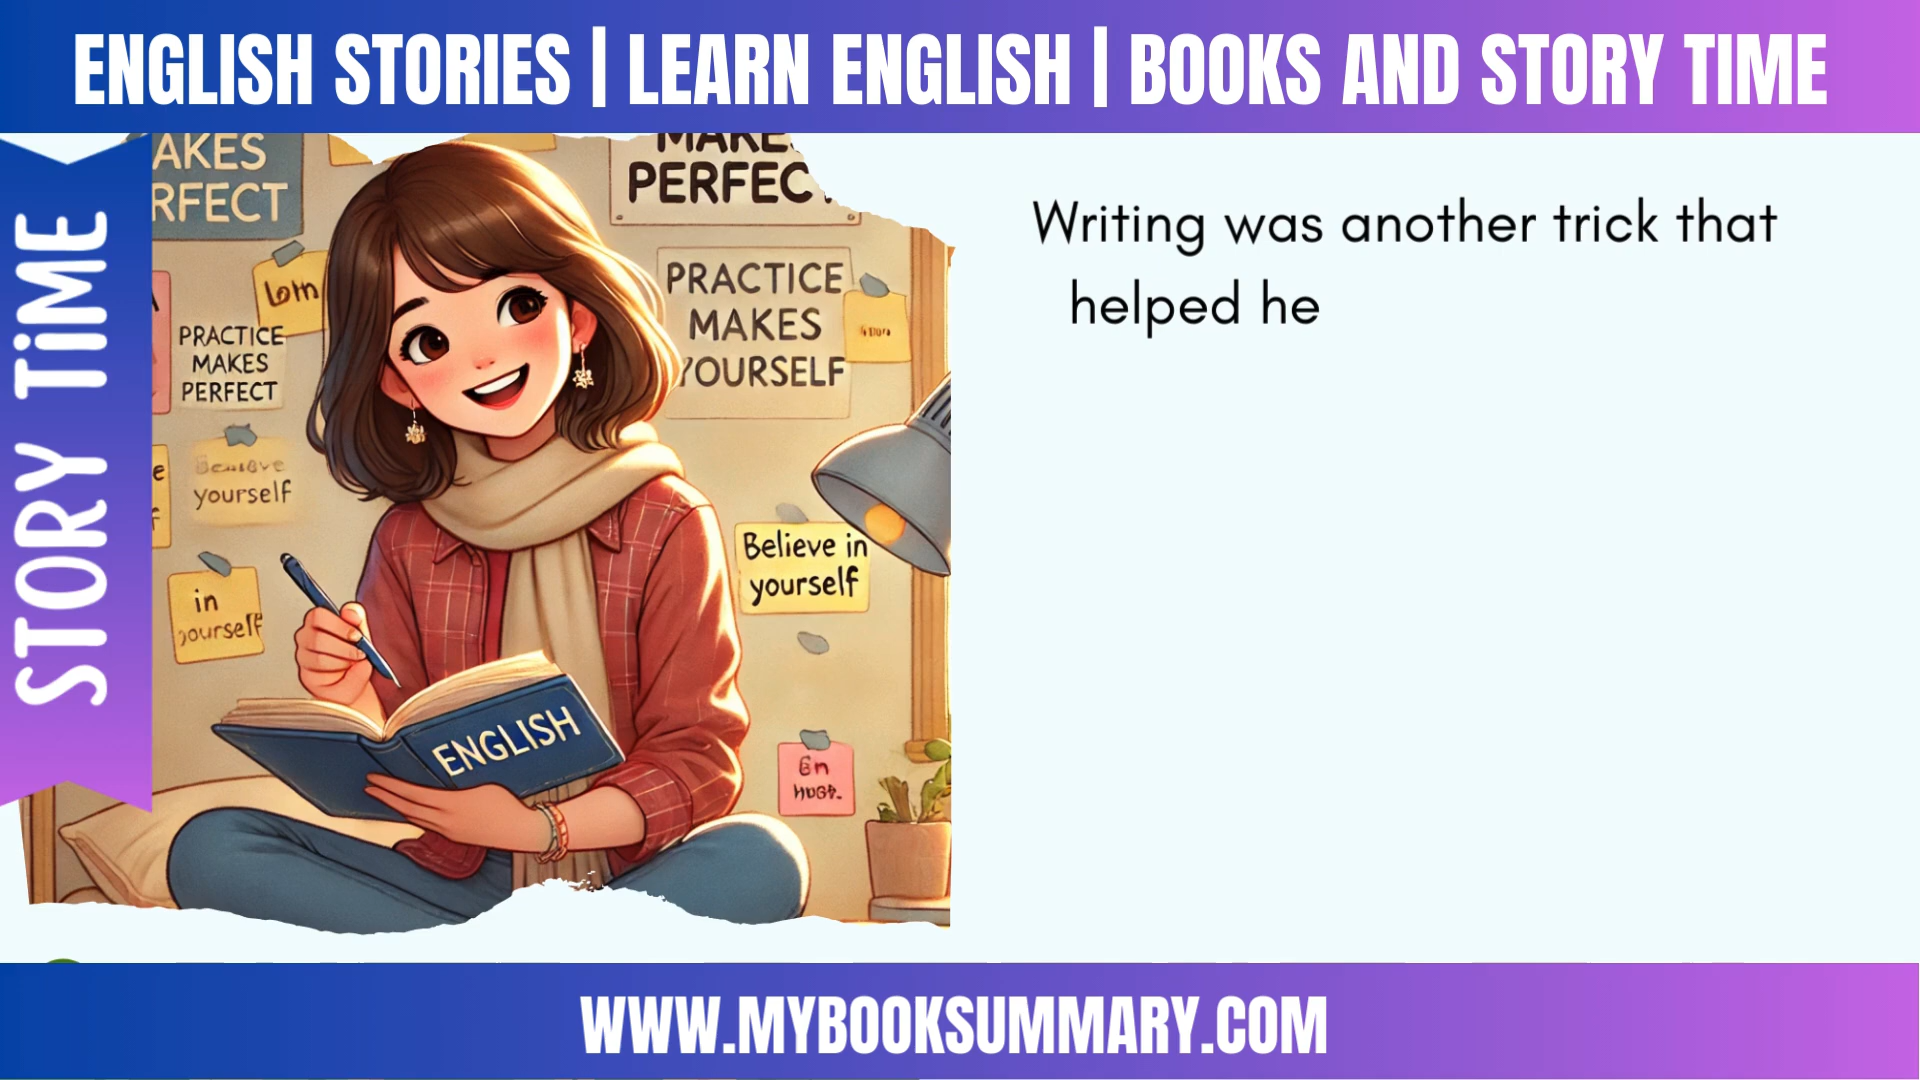 ENGLISH STORIES | LEARN ENGLISH | BOOKS AND STORY TIME
STORY TIME
AKES
RFECT
MAKE
PERFEC
PRACTICE
MAKES
YOURSELF
PRACTICE
MAKES
PERFECT
yourself
Believe in
yourself
in
yourself
ENGLISH
Writing was another trick that
helped he
WWW.MYBOOKSUMMARY.COM